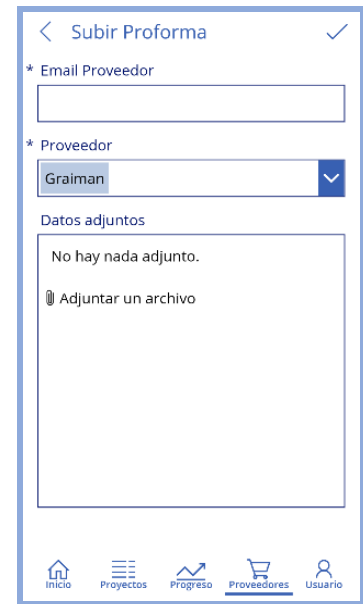 Subir Proforma
* Email Proveedor
* Proveedor
Graiman
Datos adjuntos
No hay nada adjunto.
Adjuntar un archivo
Inicio Proyectos Progreso Proveedores Usuario